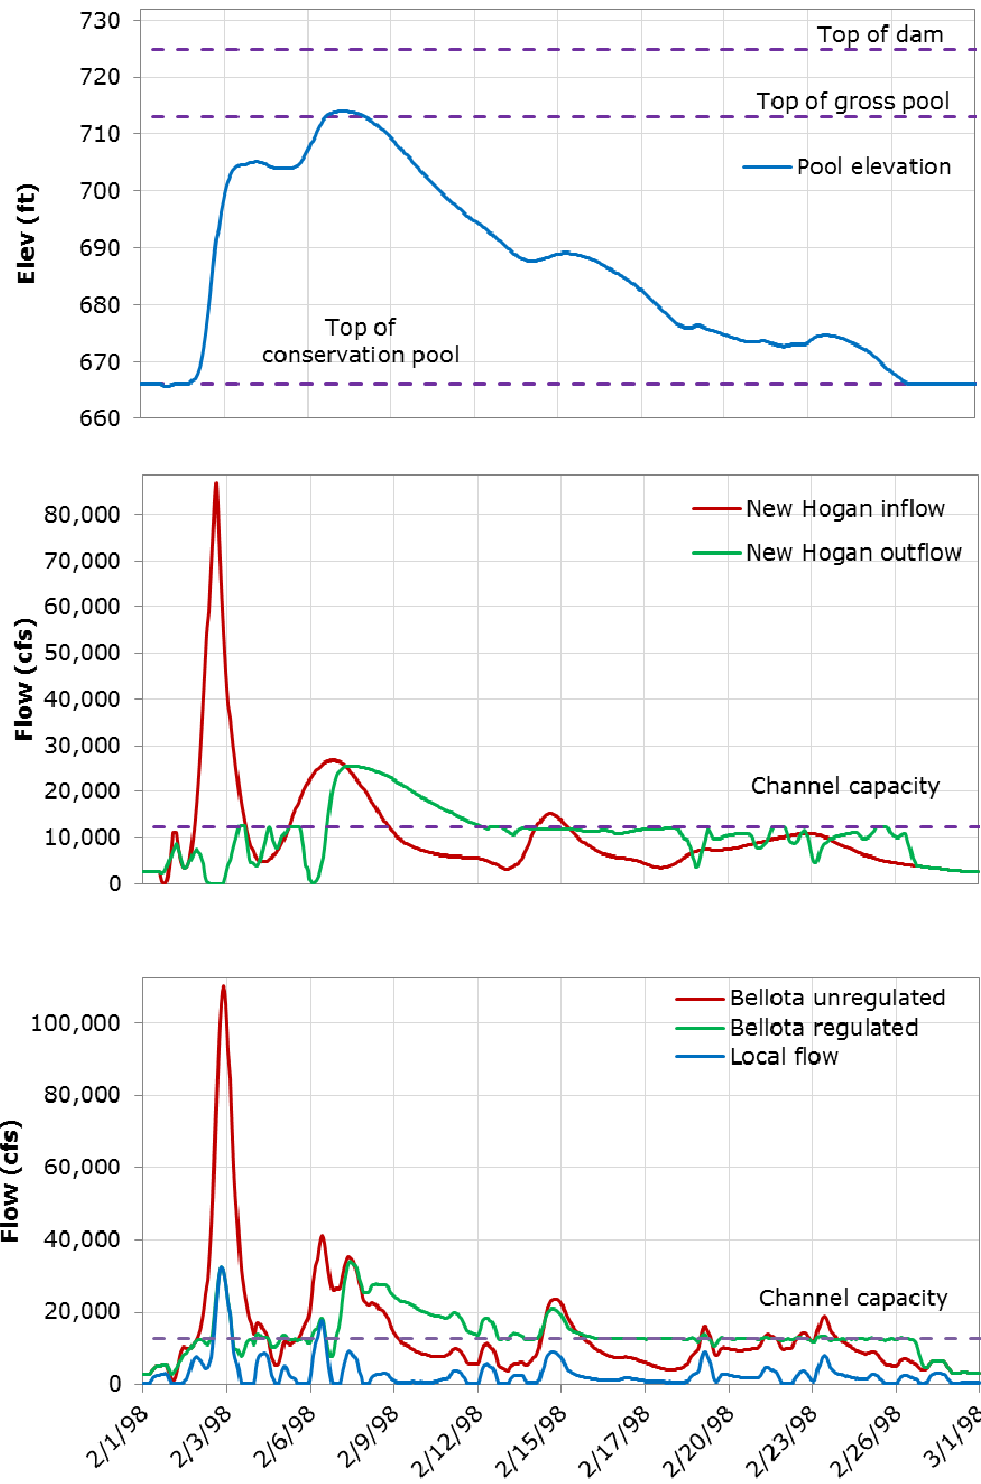 730
Top of dam
720
Top of gross pool
710
Pool elevation
700
Elev (ft)
690
680
Top of
conservation pool
670
660
New Hogan inflow
80,000
New Hogan outflow
70,000
60,000
50,000
Flow (cfs)
40,000
30,000
Channel capacity
20,000
10,000
0
Bellota unregulated
100,000
Bellota regulated
Local flow
80,000
60,000
Flow (cfs)
40,000
Channel capacity
20,000
0
2/1/98
2/3/98
2/6/98
2/9/98
2/12/98
2/15/98
2/17/98
2/20/98
2/23/98
2/26/98
3/1/98